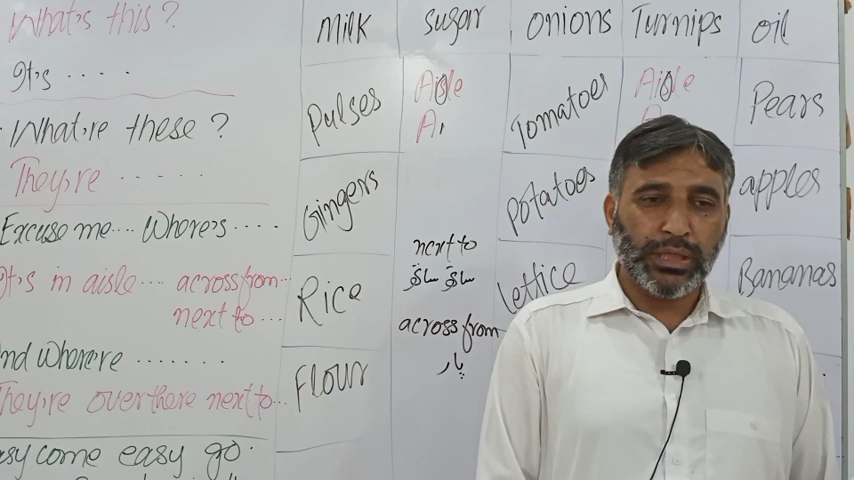 What's this?
It's ....
What're these?
They're .....
Excuse me.... Where's ....
It's in aisle.... across from...
next to...
And where're .......
They're over there next to...
easy come easy go.
Milk
Pulses
Gingers
Rice
Flour
sugar
Aisle
A,
next to
ساتھ ساتھ
across from
پار
onions
Tomatoes
Potatoes
lettice
Turnips
Aisle
A
oil
Pears
apples
Bananas